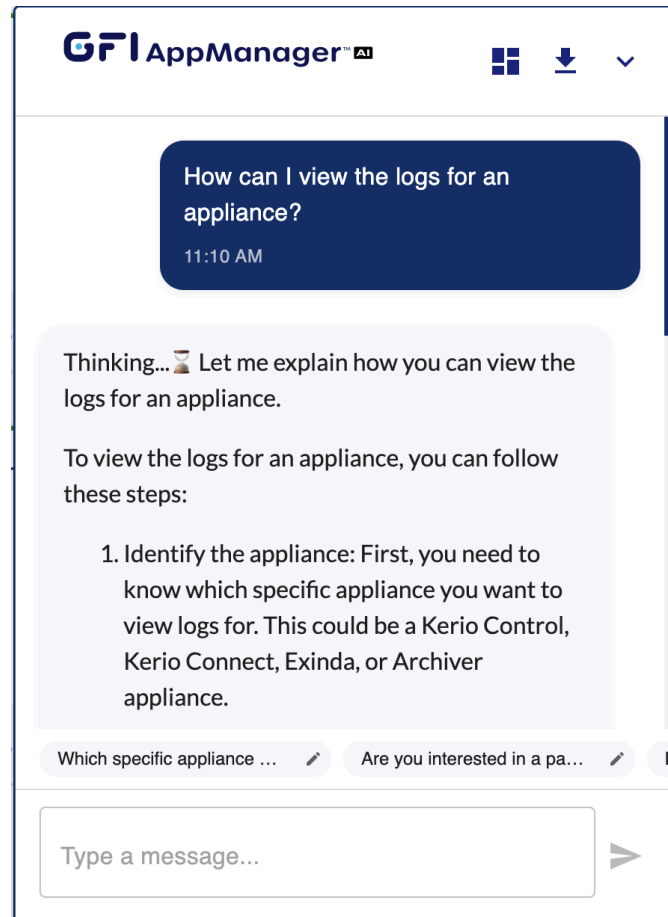 GFI AppManager™ AI
How can I view the logs for an
appliance?
11:10 AM
Thinking...⏳ Let me explain how you can view the
logs for an appliance.
To view the logs for an appliance, you can follow
these steps:
1. Identify the appliance: First, you need to
know which specific appliance you want to
view logs for. This could be a Kerio Control,
Kerio Connect, Exinda, or Archiver
appliance.
Which specific appliance ...
Are you interested in a pa...
Type a message...